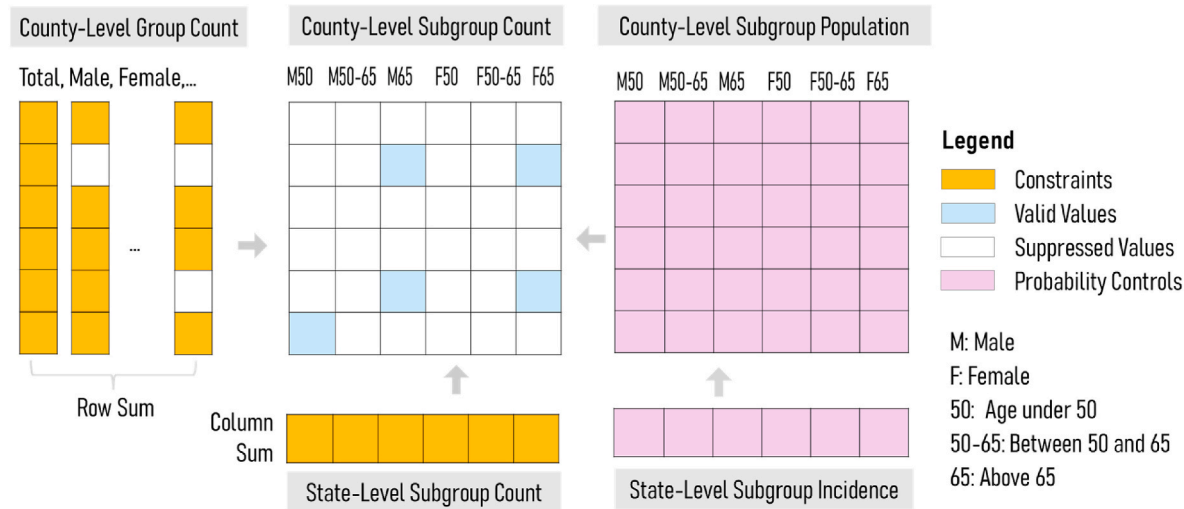 County-Level Group Count
County-Level Subgroup Count
County-Level Subgroup Population
Total, Male, Female,...
M50 M50-65 M65 F50 F50-65 F65
M50 M50-65 M65 F50 F50-65 F65
...
Row Sum
Column
Sum
State-Level Subgroup Count
State-Level Subgroup Incidence
Legend
Constraints
Valid Values
Suppressed Values
Probability Controls
M: Male
F: Female
50: Age under 50
50-65: Between 50 and 65
65: Above 65